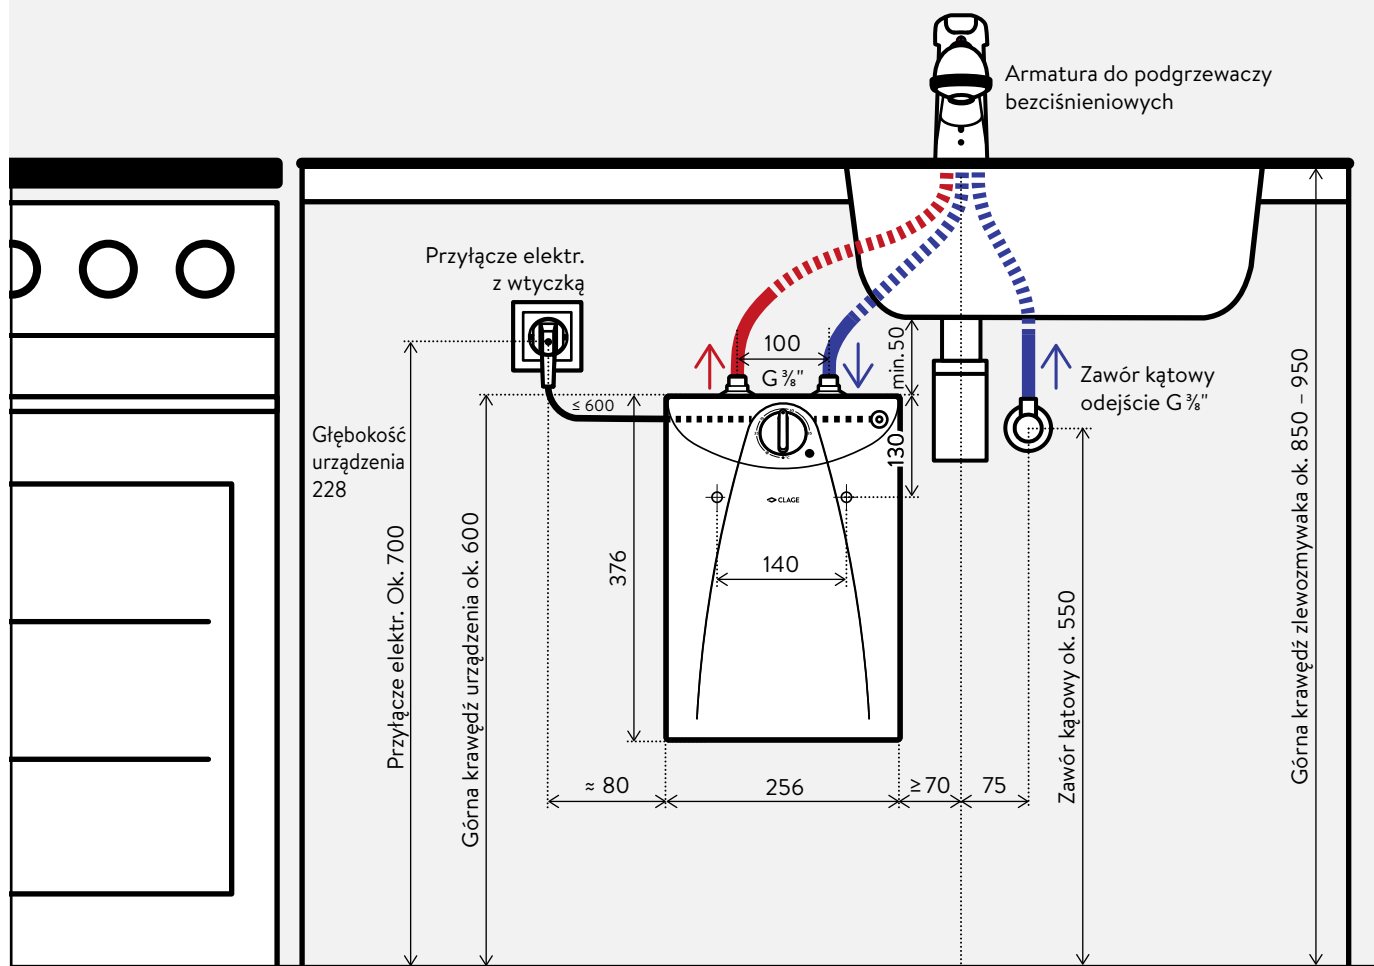 Armatura do podgrzewaczy
bezciśnieniowych
Przyłącze elektr.
z wtyczką
100
G ⅜"
min. 50
≤ 600
Zawór kątowy
odejście G ⅜"
Głębokość
urządzenia
228
130
CLAGE
376
140
Przyłącze elektr. Ok. 700
Górna krawędź urządzenia ok. 600
Zawór kątowy ok. 550
Górna krawędź zlewozmywaka ok. 850 – 950
≈ 80
256
≥ 70
75